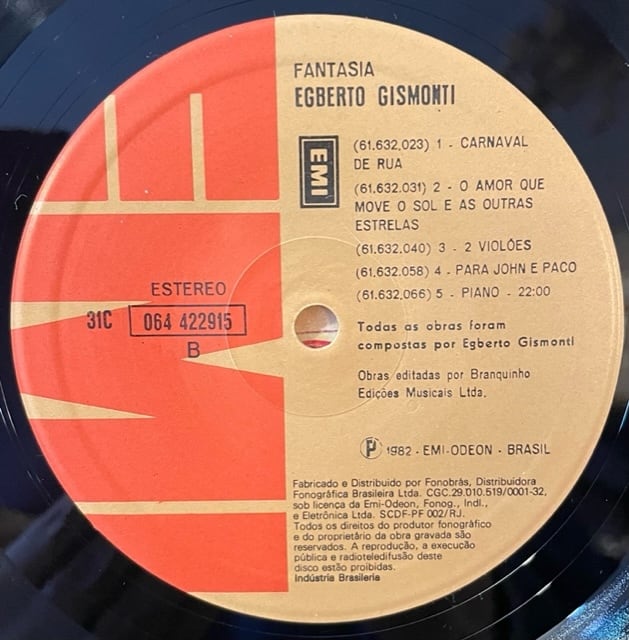 FANTASIA
EGBERTO GISMONTI
EMI
(61.632,023) 1 - CARNAVAL
DE RUA
(61.632.031) 2 - O AMOR QUE
MOVE O SOL E AS OUTRAS
ESTRELAS
(61.632.040) 3 - 2 VIOLÕES
(61.632.058) 4 - PARA JOHN E PACO
(61.632,066) 5 - PIANO - 22:00
ESTEREO
31C 064 422915
B
Todas as obras foram
compostas por Egberto Gismonti
Obras editadas por Branquinho
Edições Musicais Ltda.
℗ 1982 - EMI-ODEON - BRASIL
Fabricado e Distribuido por Fonobrás, Distribuidora
Fonográfica Brasileira Ltda. CGC.29.010.519/0001-32,
sob licença da Emi-Odeon, Fonog., Indl.,
e Eletrônica Ltda. SCDF-PF 002/RJ.
Todos os direitos do produtor fonográfico
e do proprietário da obra gravada são
reservados. A reprodução, a execução
pública e radioteledifusão deste
disco estão proibidas.
Indústria Brasileria